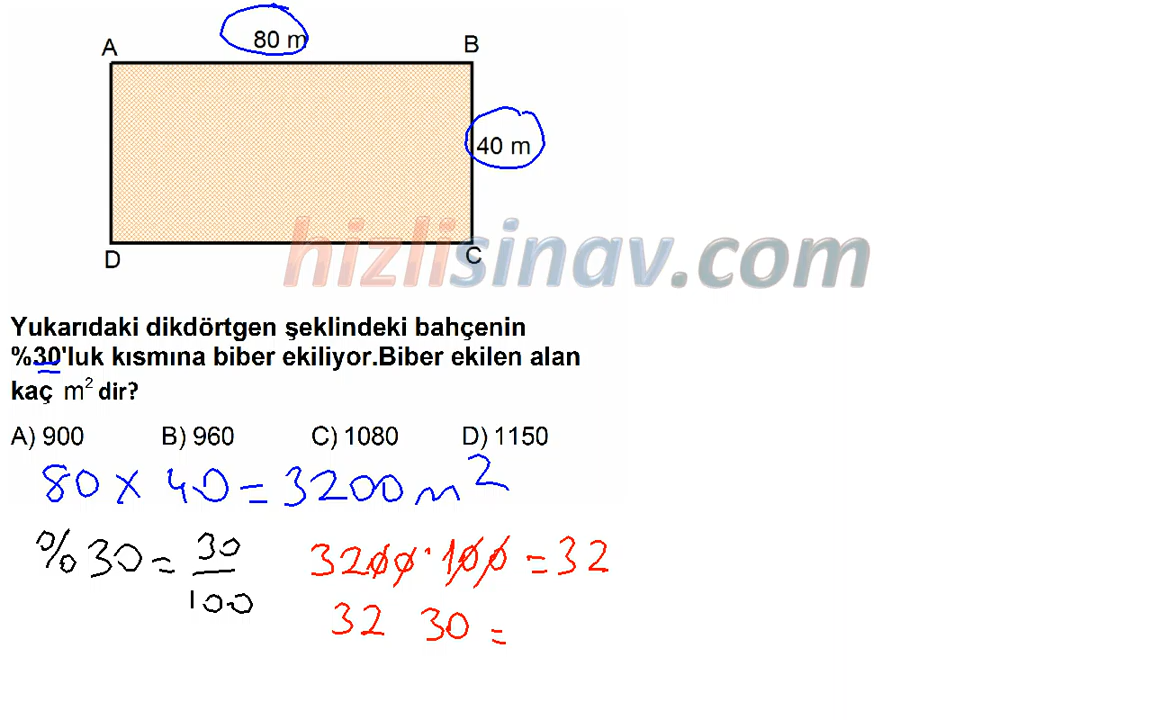 80 m
A B
40 m
D C
hizlisinav.com
Yukarıdaki dikdörtgen şeklindeki bahçenin
%30'luk kısmına biber ekiliyor.Biber ekilen alan
kaç m² dir?
A) 900 B) 960 C) 1080 D) 1150
80 x 40 = 3200 m²
%30 = 30/100 3200 : 100 = 32
32 30 =